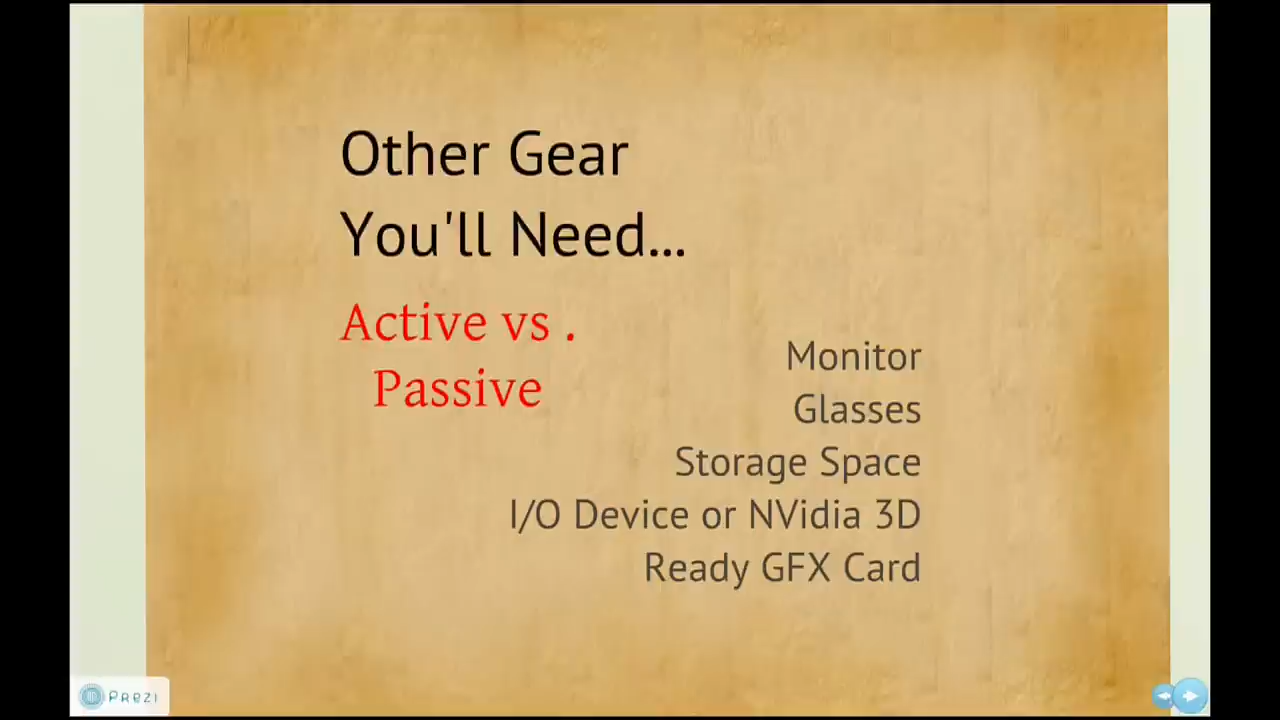 Other Gear
You'll Need...
Active vs .
Passive
Monitor
Glasses
Storage Space
I/O Device or NVidia 3D
Ready GFX Card
Prezi